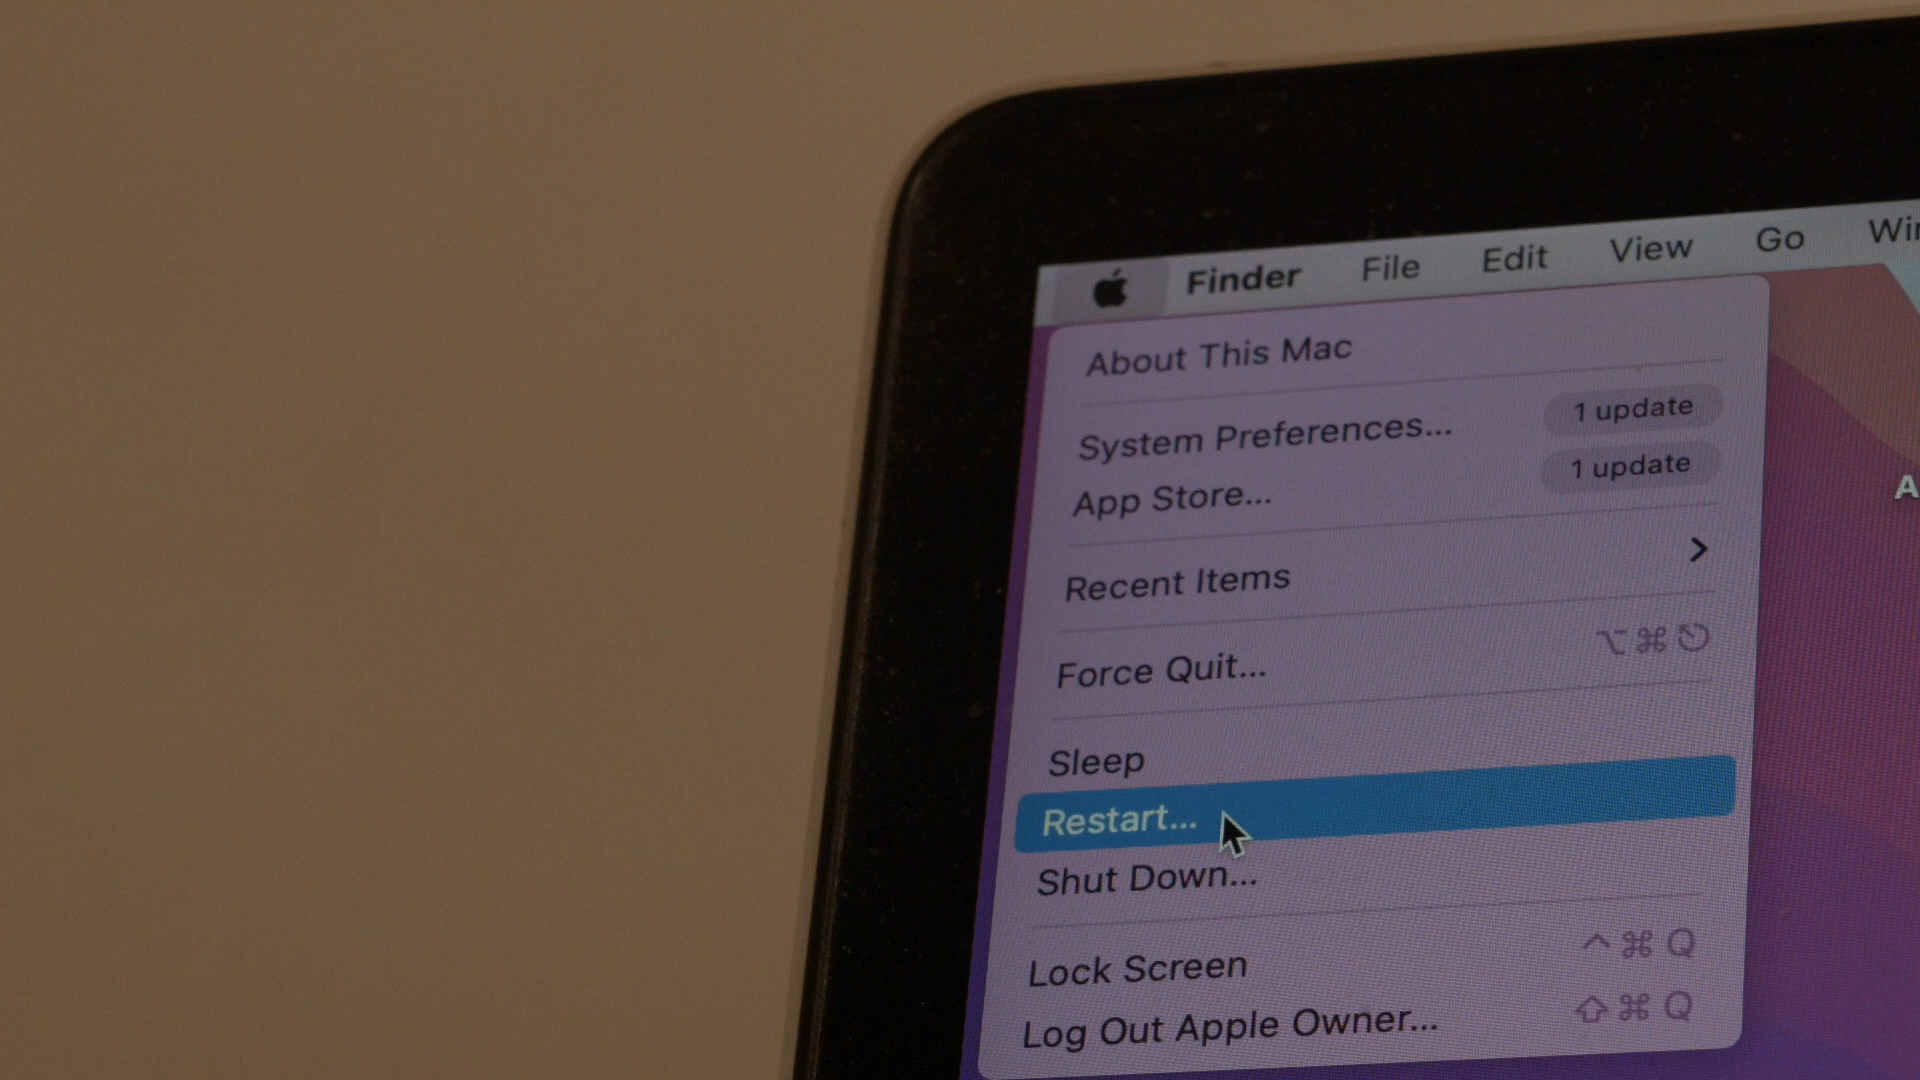 Finder File Edit View Go
About This Mac
System Preferences... 1 update
App Store... 1 update
Recent Items >
Force Quit... ⌥⌘⎋
Sleep
Restart...
Shut Down...
Lock Screen ^⌘Q
Log Out Apple Owner... ⇧⌘Q